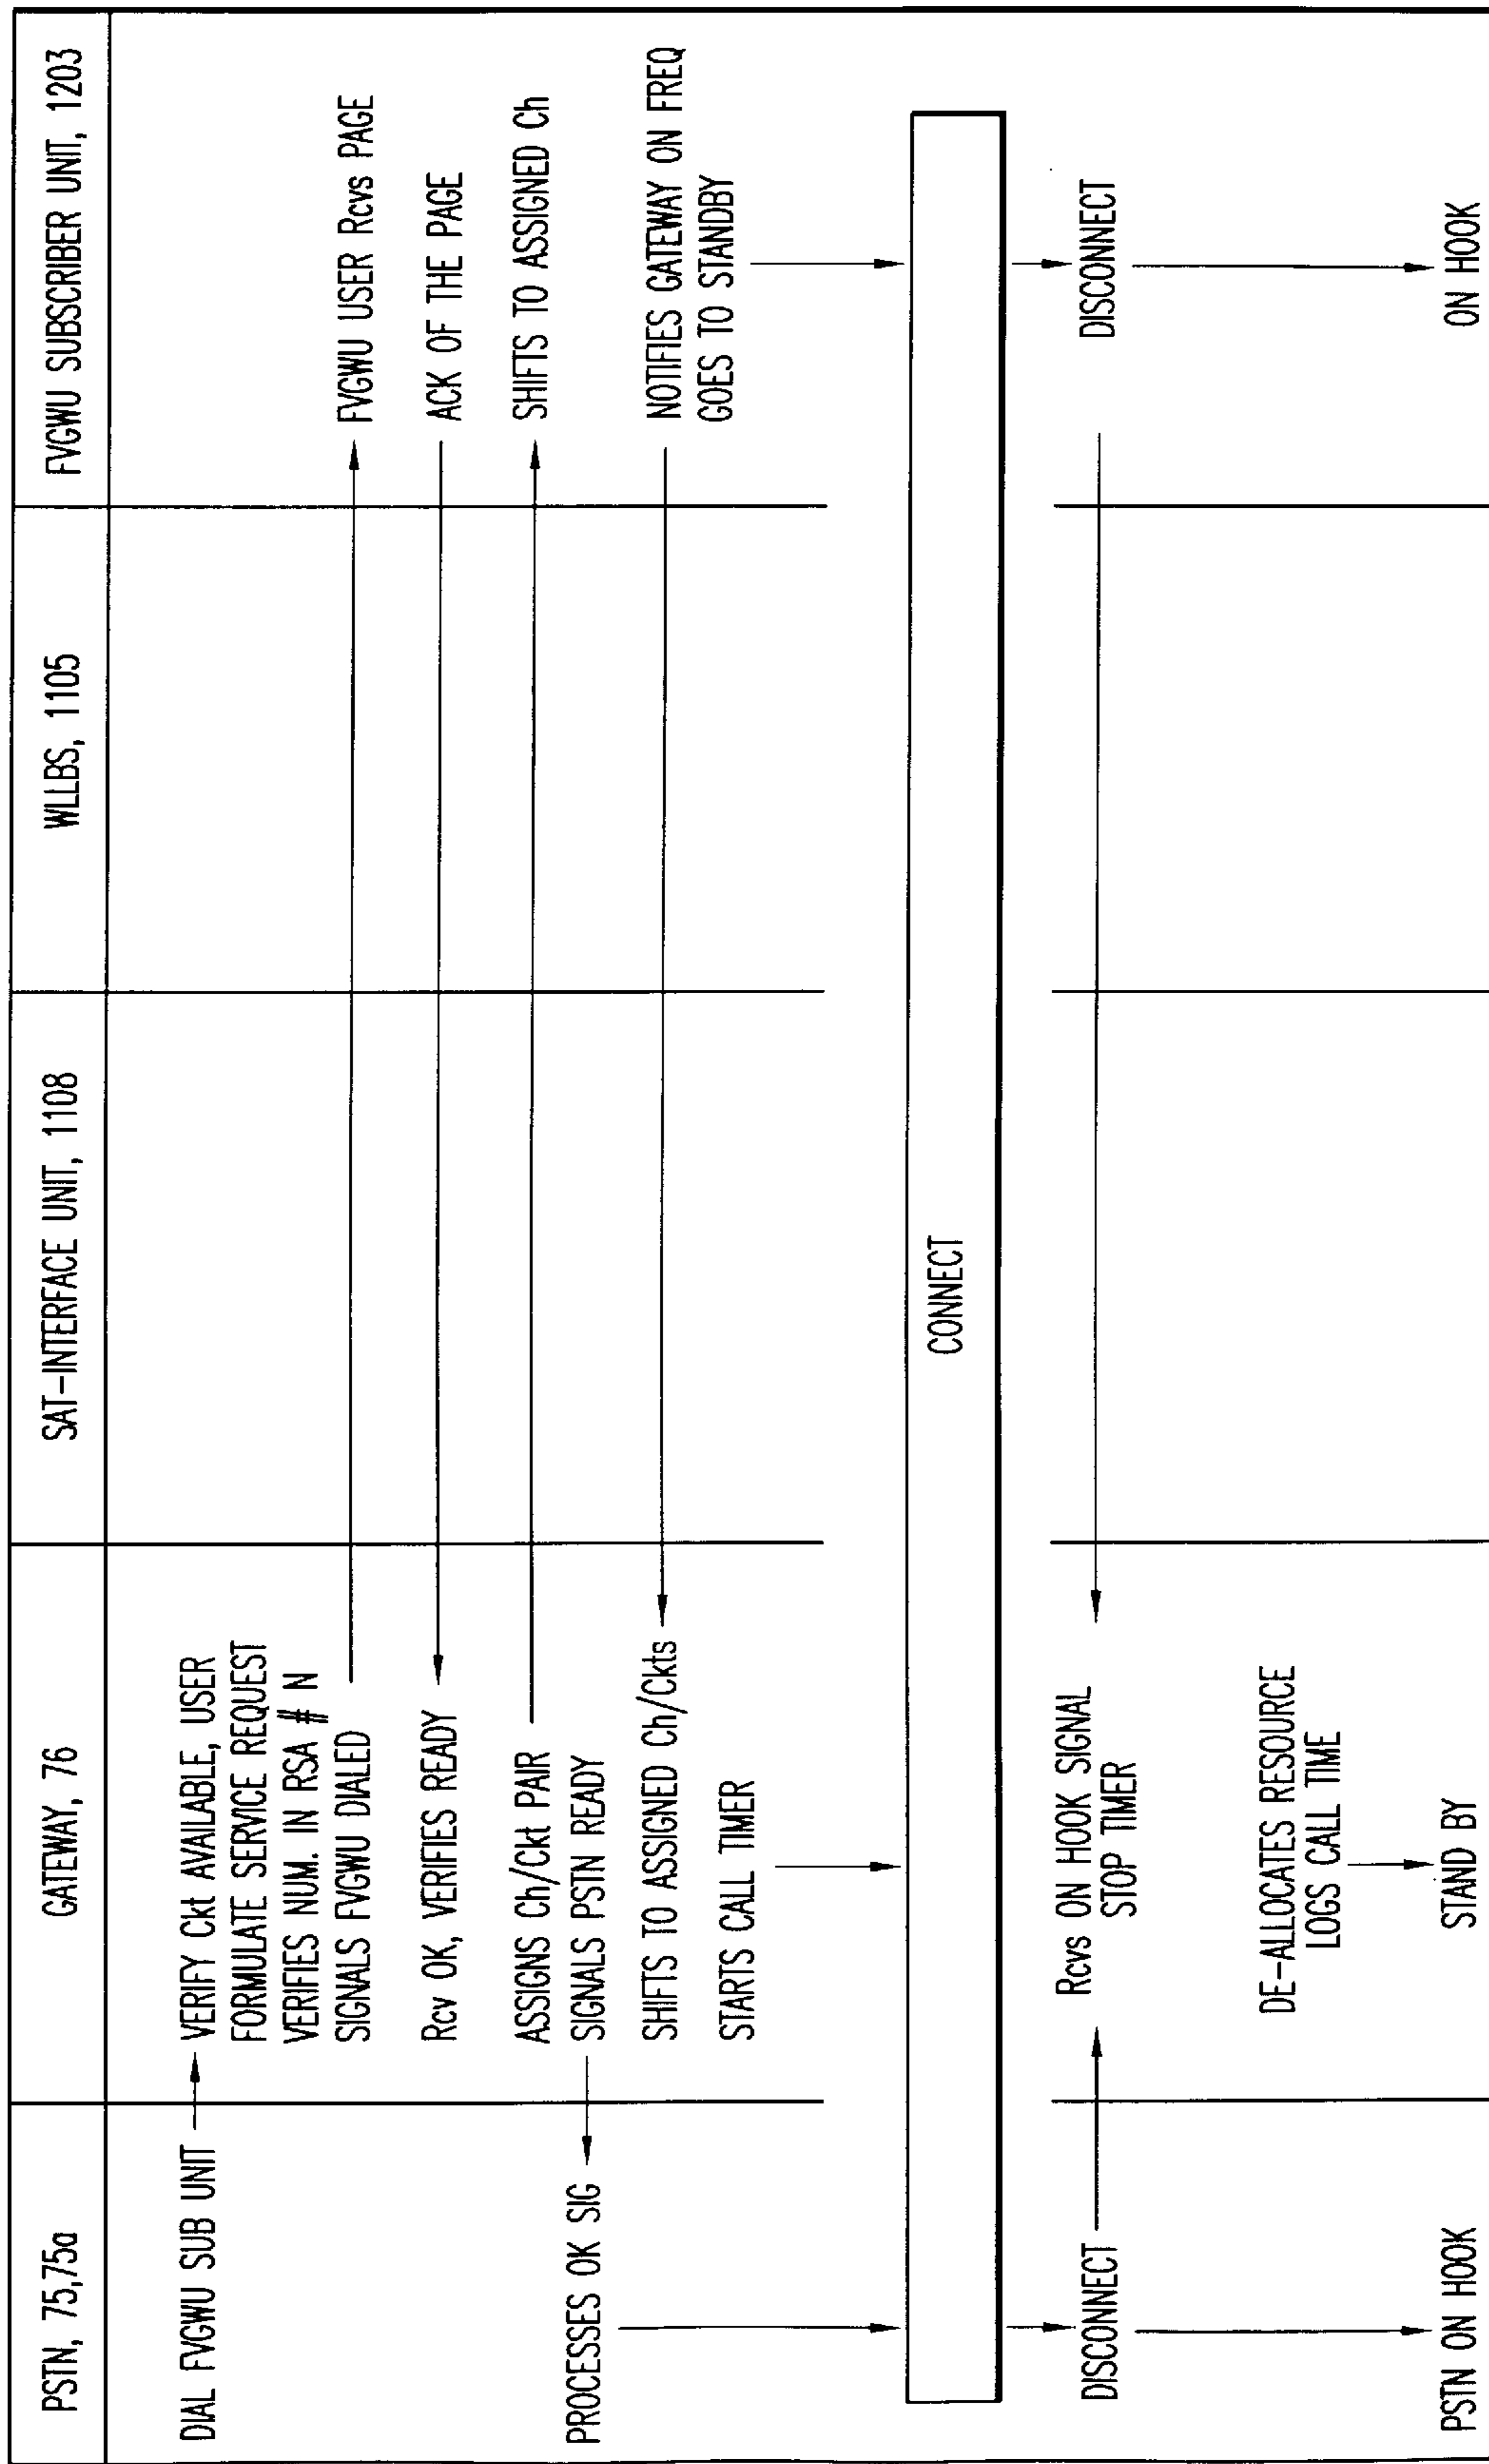 PSTN, 75,75a
GATEWAY, 76
SAT-INTERFACE UNIT, 1108
WLLBS, 1105
FVGWU SUBSCRIBER UNIT, 1203
DIAL FVGWU SUB UNIT
VERIFY Ckt AVAILABLE, USER
FORMULATE SERVICE REQUEST
VERIFIES NUM. IN RSA # N
SIGNALS FVGWU DIALED
FVGWU USER Rcvs PAGE
Rcv OK, VERIFIES READY
ACK OF THE PAGE
ASSIGNS Ch/Ckt PAIR
SHIFTS TO ASSIGNED Ch
PROCESSES OK SIG
SIGNALS PSTN READY
SHIFTS TO ASSIGNED Ch/Ckts
NOTIFIES GATEWAY ON FREQ
GOES TO STANDBY
STARTS CALL TIMER
CONNECT
DISCONNECT
Rcvs ON HOOK SIGNAL
STOP TIMER
DISCONNECT
DE-ALLOCATES RESOURCE
LOGS CALL TIME
PSTN ON HOOK
STAND BY
ON HOOK